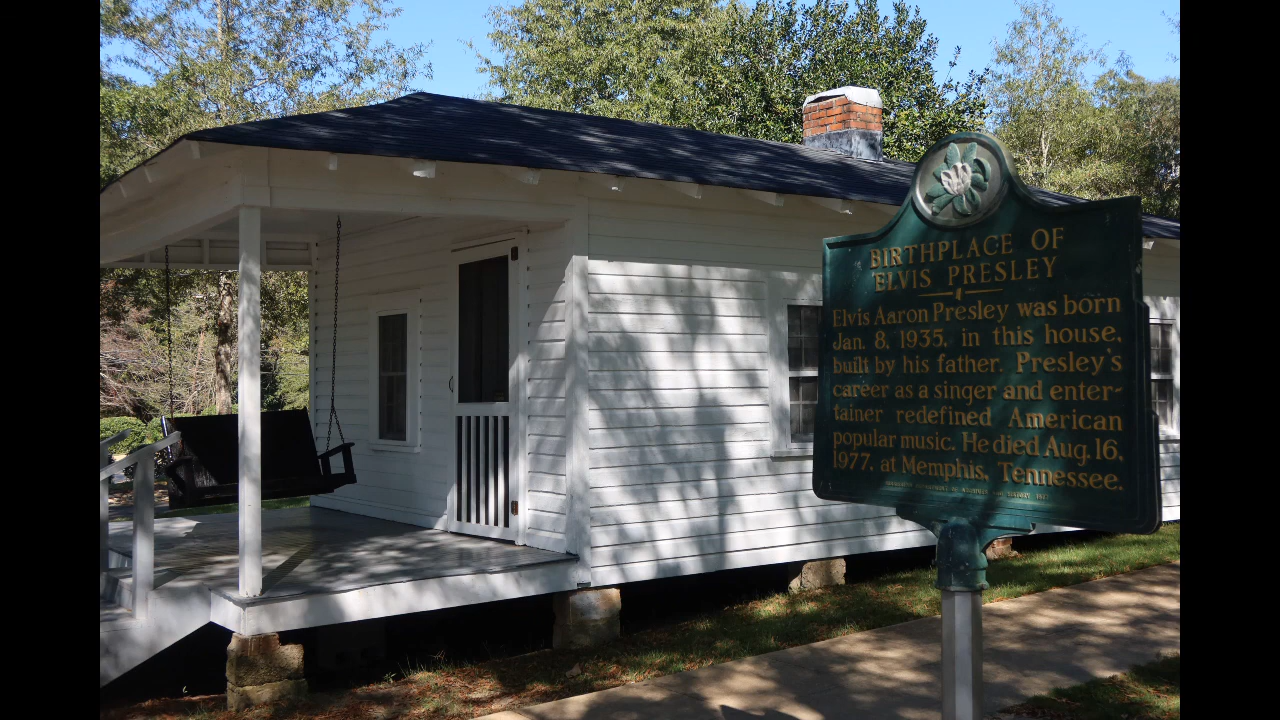 BIRTHPLACE OF
ELVIS PRESLEY
Elvis Aaron Presley was born
Jan. 8, 1935, in this house,
built by his father. Presley's
career as a singer and enter-
tainer redefined American
popular music. He died Aug. 16,
1977, at Memphis, Tennessee.